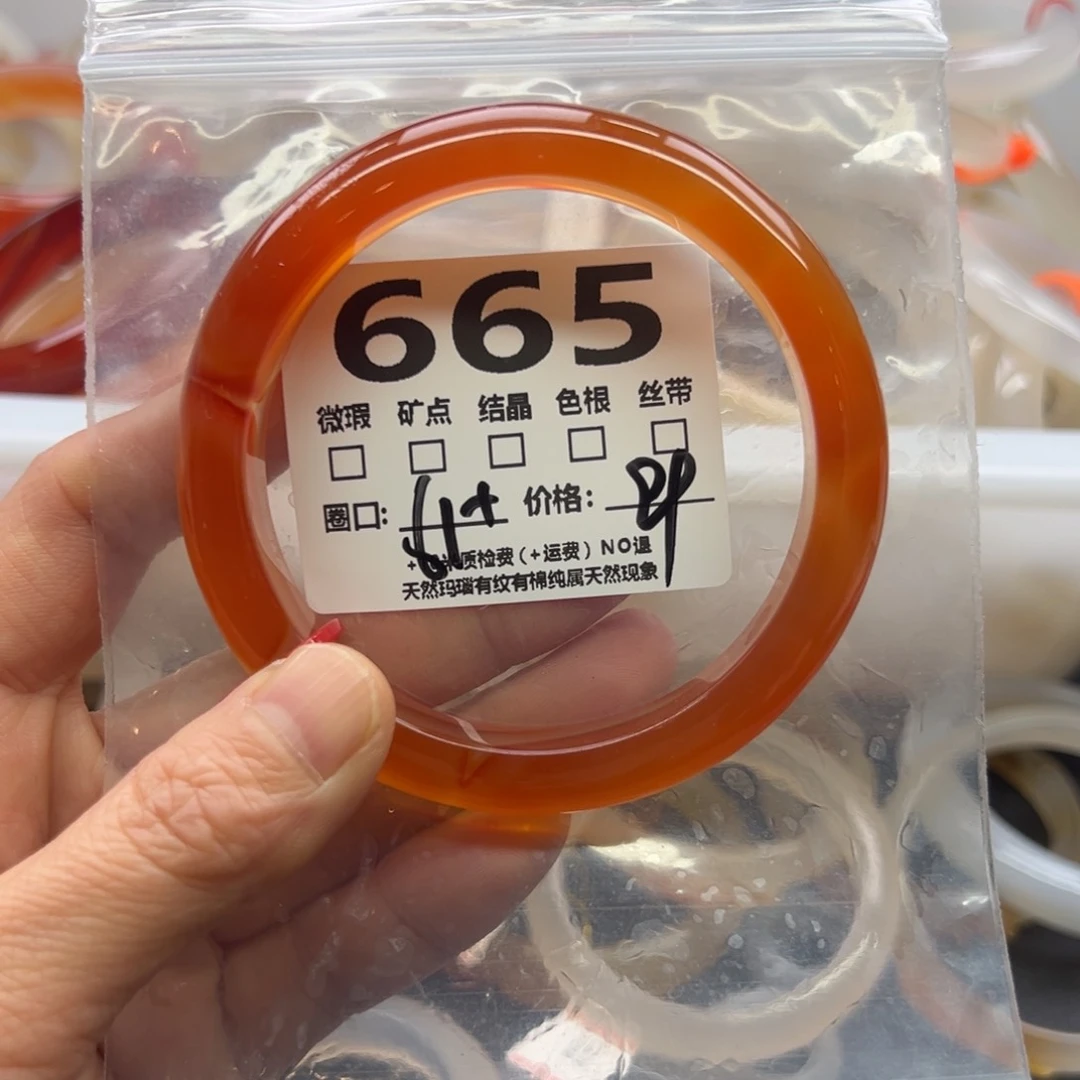 665
微瑕 矿点 结晶 色根 丝带
圈口: 价格:
质检费(+运费) NO退
天然玛瑙有纹有棉纯属天然现象